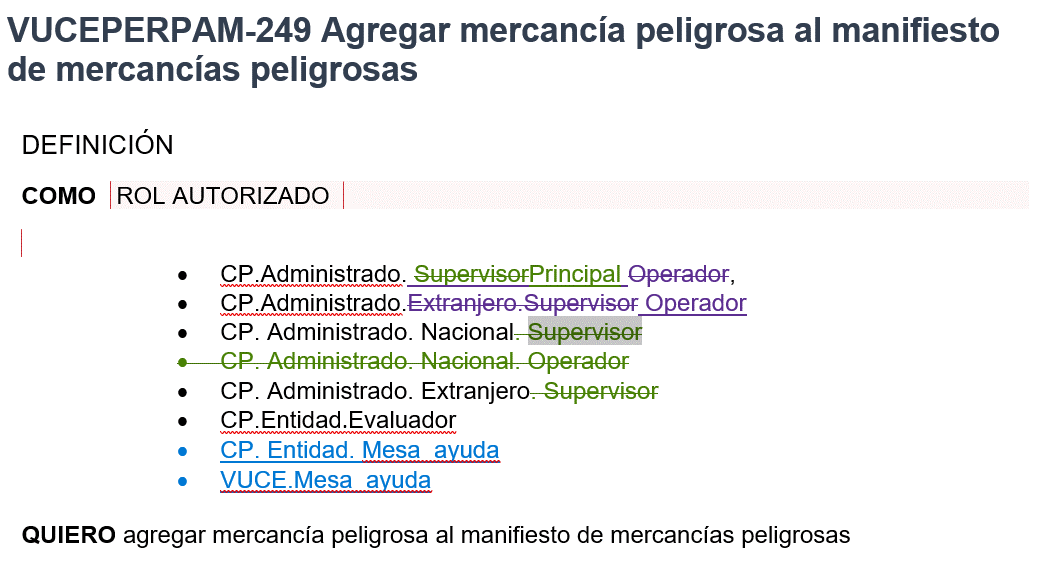 VUCEPERPAM-249 Agregar mercancía peligrosa al manifiesto
de mercancías peligrosas
DEFINICIÓN
COMO ROL AUTORIZADO
• CP.Administrado. SupervisorPrincipal Operador,
• CP.Administrado.Extranjero.Supervisor Operador
• CP. Administrado. Nacional. Supervisor
• CP. Administrado. Nacional. Operador
• CP. Administrado. Extranjero. Supervisor
• CP.Entidad.Evaluador
• CP. Entidad. Mesa_ayuda
• VUCE.Mesa_ayuda
QUIERO agregar mercancía peligrosa al manifiesto de mercancías peligrosas